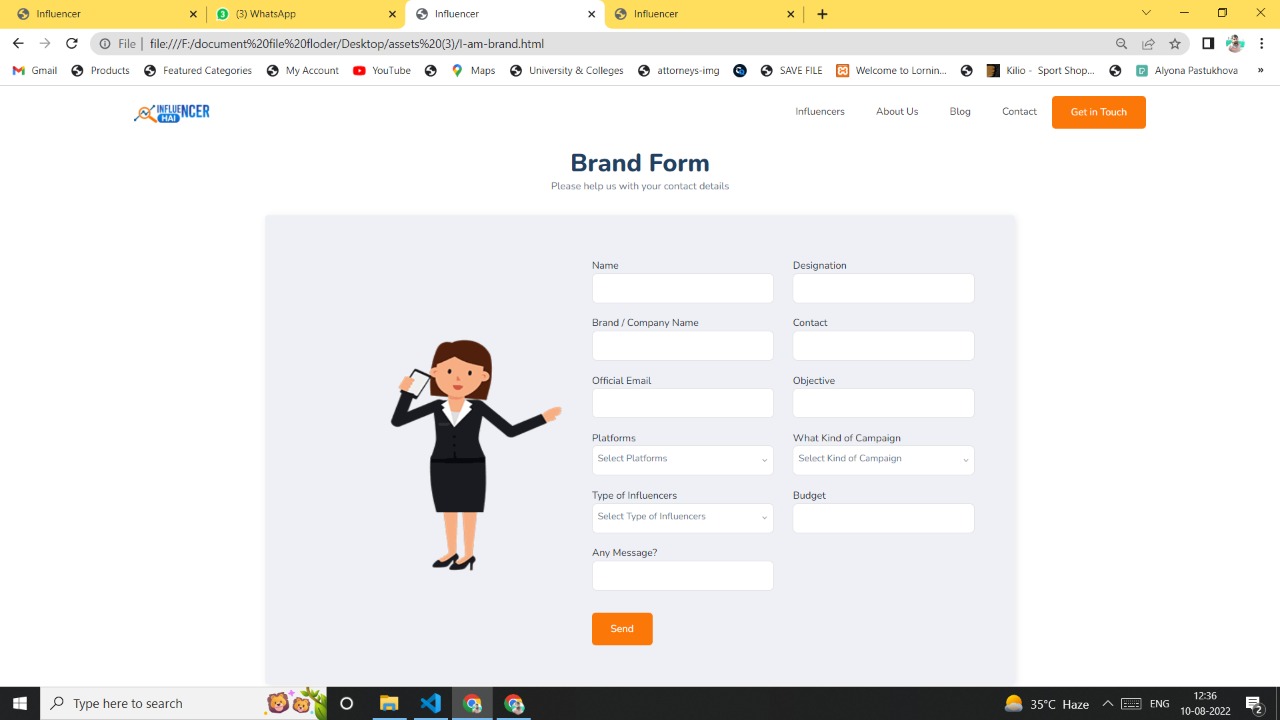 Influencer
(3) WhatsApp
Influencer
Influencer
File
file:///F:/document%20file%20floder/Desktop/assets%20(3)/I-am-brand.html
Gmail
Products
Featured Categories
My Account
YouTube
Maps
University & Colleges
attorneys-img
SAVE FILE
Welcome to Lornin...
Kilio - Sport Shop...
Alyona Pastukhova
»
INFLUENCER
HAI
Influencers
About Us
Blog
Contact
Get in Touch
Brand Form
Please help us with your contact details
Name
Designation
Brand / Company Name
Contact
Official Email
Objective
Platforms
What Kind of Campaign
Select Platforms
Select Kind of Campaign
Type of Influencers
Budget
Select Type of Influencers
Any Message?
Send
Type here to search
35°C Haze
ENG
12:36
10-08-2022
2